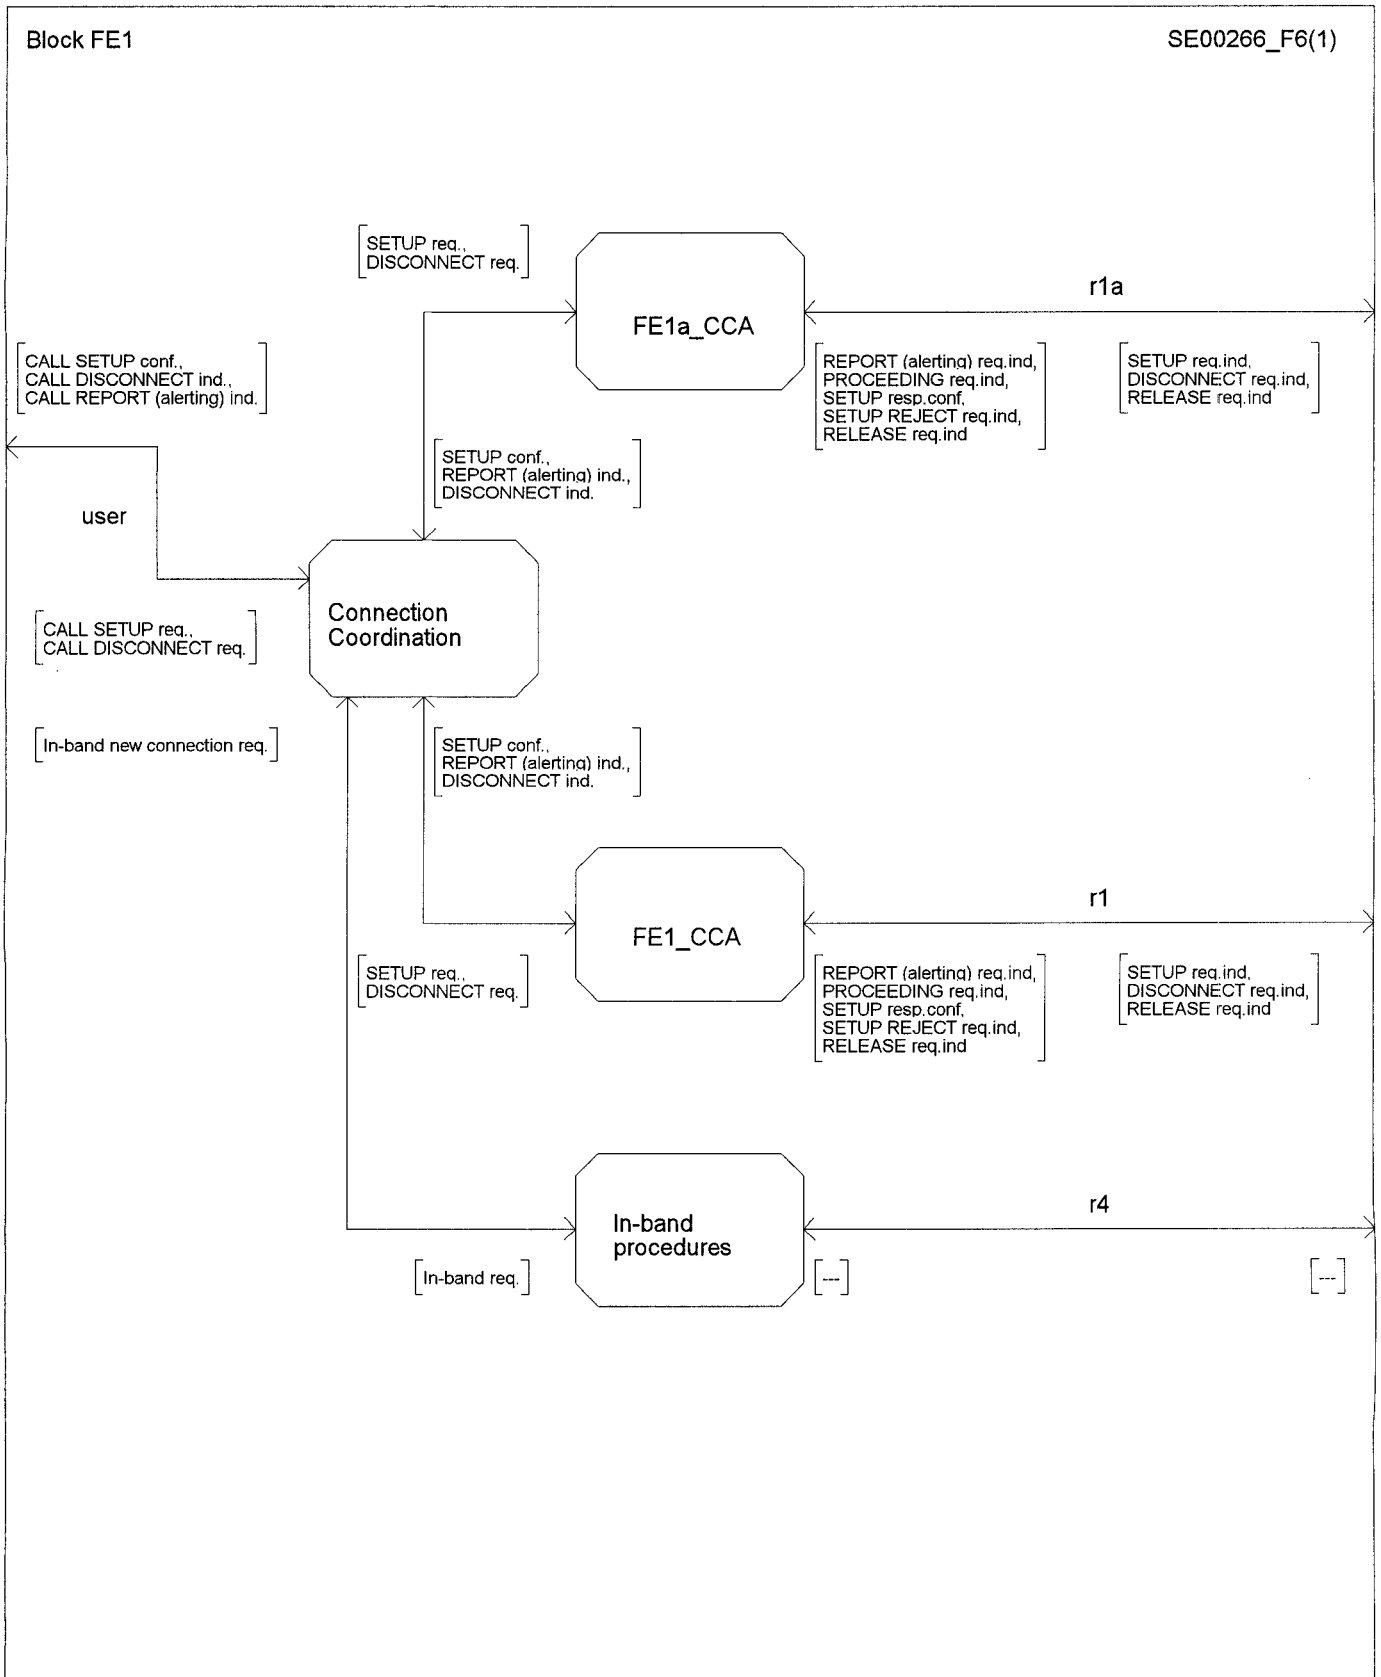 Block FE1
SE00266_F6(1)
SETUP req.,
DISCONNECT req.
FE1a_CCA
r1a
CALL SETUP conf.,
CALL DISCONNECT ind.,
CALL REPORT (alerting) ind.
REPORT (alerting) req.ind,
PROCEEDING req.ind,
SETUP resp.conf,
SETUP REJECT req.ind,
RELEASE req.ind
SETUP req.ind,
DISCONNECT req.ind,
RELEASE req.ind
SETUP conf.,
REPORT (alerting) ind.,
DISCONNECT ind.
user
Connection
Coordination
CALL SETUP req.,
CALL DISCONNECT req.
In-band new connection req.
SETUP conf.,
REPORT (alerting) ind.,
DISCONNECT ind.
FE1_CCA
r1
SETUP req.,
DISCONNECT req.
REPORT (alerting) req.ind,
PROCEEDING req.ind,
SETUP resp.conf,
SETUP REJECT req.ind,
RELEASE req.ind
SETUP req.ind,
DISCONNECT req.ind,
RELEASE req.ind
In-band
procedures
r4
In-band req.
---
---